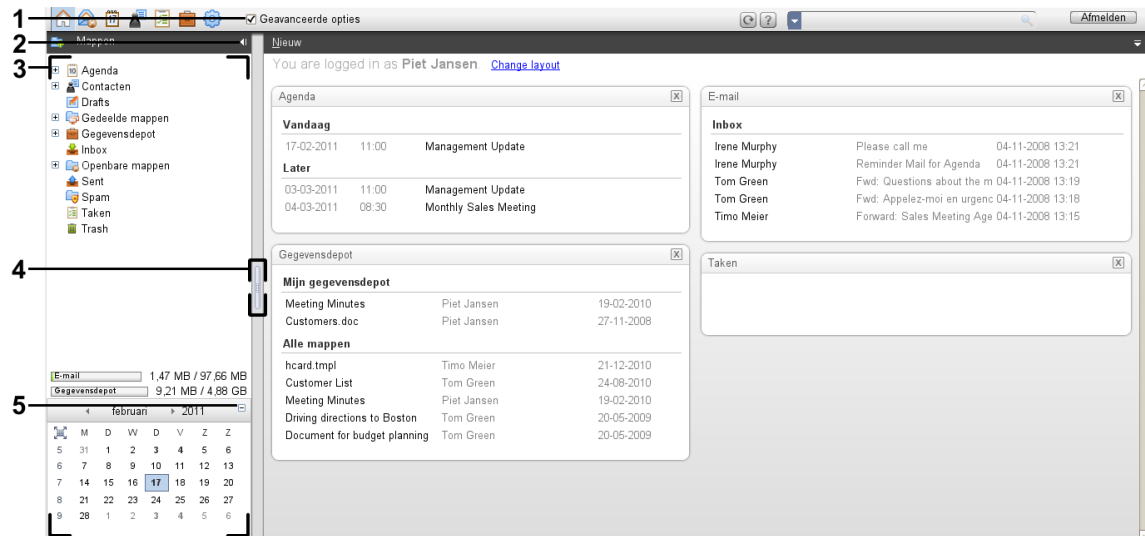 1
Geavanceerde opties
?
Afmelden
2
Mappen
Nieuw
3
Agenda
Contacten
Drafts
Gedeelde mappen
Gegevensdepot
Inbox
Openbare mappen
Sent
Spam
Taken
Trash
4
You are logged in as Piet Jansen. Change layout
Agenda X
Vandaag
17-02-2011 11:00 Management Update
Later
03-03-2011 11:00 Management Update
04-03-2011 08:30 Monthly Sales Meeting
E-mail X
Inbox
Irene Murphy Please call me 04-11-2008 13:21
Irene Murphy Reminder Mail for Agenda 04-11-2008 13:21
Tom Green Fwd: Questions about the m 04-11-2008 13:19
Tom Green Fwd: Appelez-moi en urgenc 04-11-2008 13:18
Timo Meier Forward: Sales Meeting Age 04-11-2008 13:15
Gegevensdepot X
Mijn gegevensdepot
Meeting Minutes Piet Jansen 19-02-2010
Customers.doc Piet Jansen 27-11-2008
Alle mappen
hcard.tmpl Timo Meier 21-12-2010
Customer List Tom Green 24-08-2010
Meeting Minutes Piet Jansen 19-02-2010
Driving directions to Boston Tom Green 20-05-2009
Document for budget planning Tom Green 20-05-2009
Taken X
E-mail 1,47 MB / 97,66 MB
Gegevensdepot 9,21 MB / 4,88 GB
5
februari 2011
M D W D V Z Z
5 31 1 2 3 4 5 6
6 7 8 9 10 11 12 13
7 14 15 16 17 18 19 20
8 21 22 23 24 25 26 27
9 28 1 2 3 4 5 6